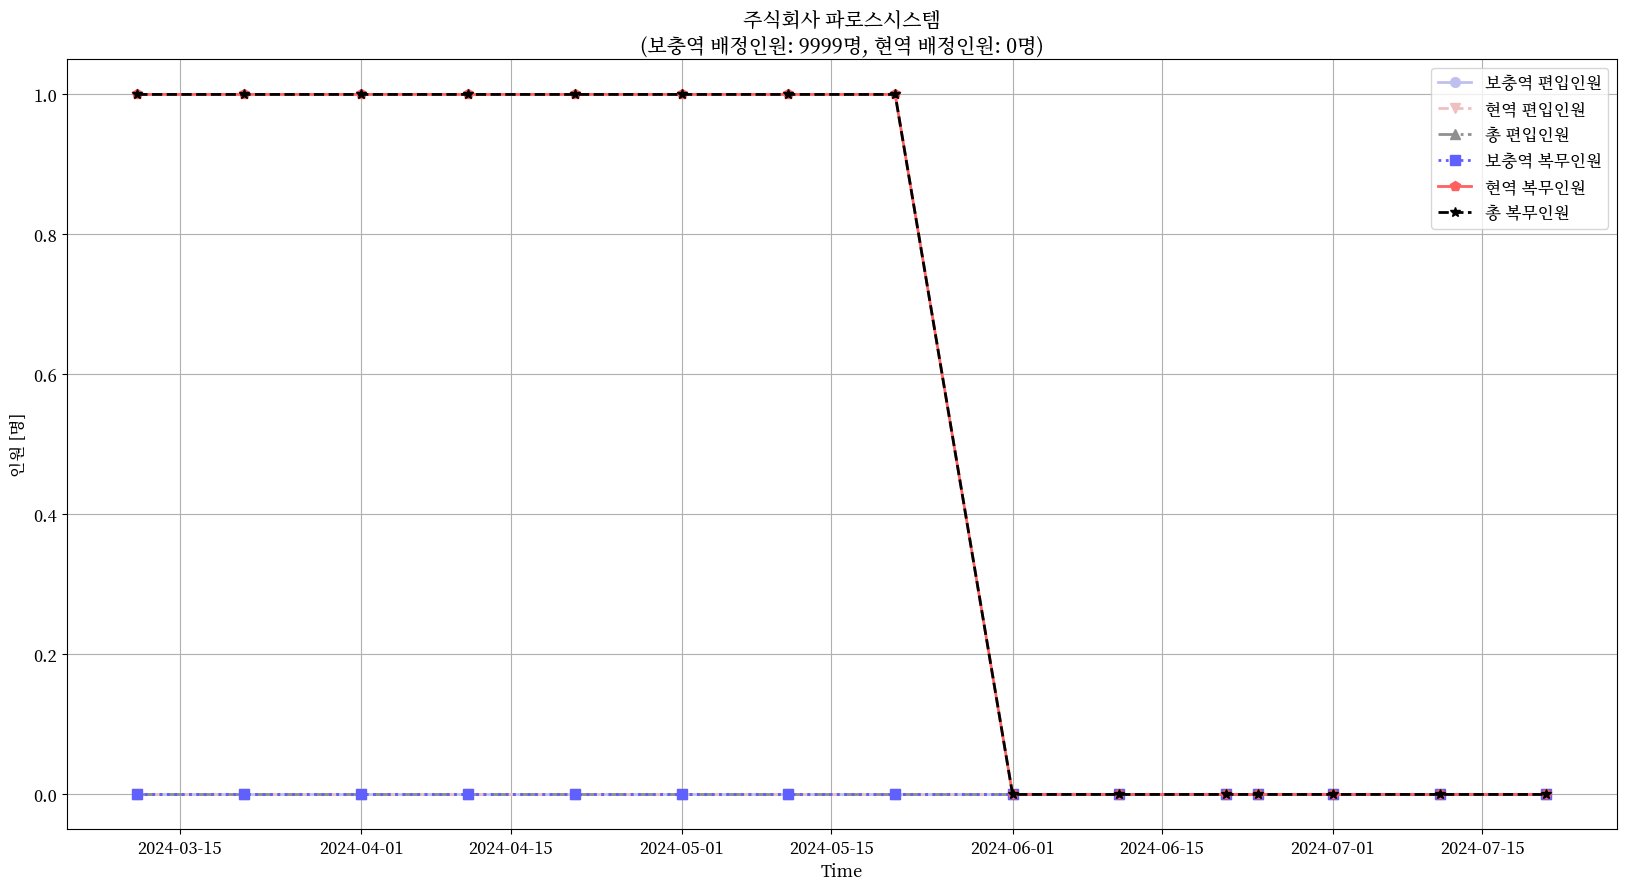 주식회사 파로스시스템
(보충역 배정인원: 9999명, 현역 배정인원: 0명)
보충역 편입인원
현역 편입인원
총 편입인원
보충역 복무인원
현역 복무인원
총 복무인원
인원 [명]
1.0
0.8
0.6
0.4
0.2
0.0
2024-03-15 2024-04-01 2024-04-15 2024-05-01 2024-05-15 2024-06-01 2024-06-15 2024-07-01 2024-07-15
Time